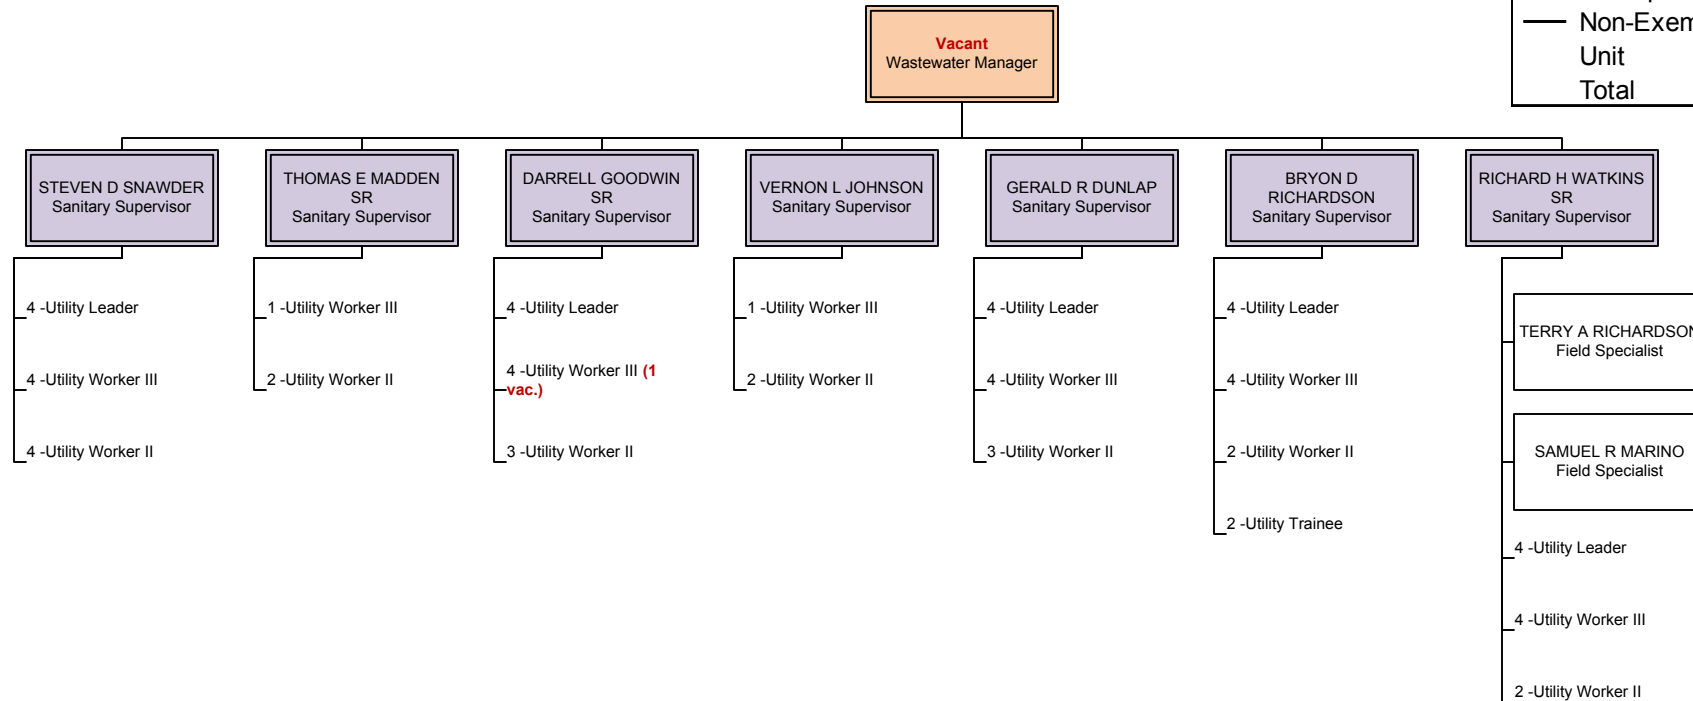 Non-Exem
Unit
Total
Vacant
Wastewater Manager
STEVEN D SNAWDER
Sanitary Supervisor
THOMAS E MADDEN
SR
Sanitary Supervisor
DARRELL GOODWIN
SR
Sanitary Supervisor
VERNON L JOHNSON
Sanitary Supervisor
GERALD R DUNLAP
Sanitary Supervisor
BRYON D
RICHARDSON
Sanitary Supervisor
RICHARD H WATKINS
SR
Sanitary Supervisor
4 -Utility Leader
4 -Utility Worker III
4 -Utility Worker II
1 -Utility Worker III
2 -Utility Worker II
4 -Utility Leader
4 -Utility Worker III (1
vac.)
3 -Utility Worker II
1 -Utility Worker III
2 -Utility Worker II
4 -Utility Leader
4 -Utility Worker III
3 -Utility Worker II
4 -Utility Leader
4 -Utility Worker III
2 -Utility Worker II
2 -Utility Trainee
TERRY A RICHARDSON
Field Specialist
SAMUEL R MARINO
Field Specialist
4 -Utility Leader
4 -Utility Worker III
2 -Utility Worker II